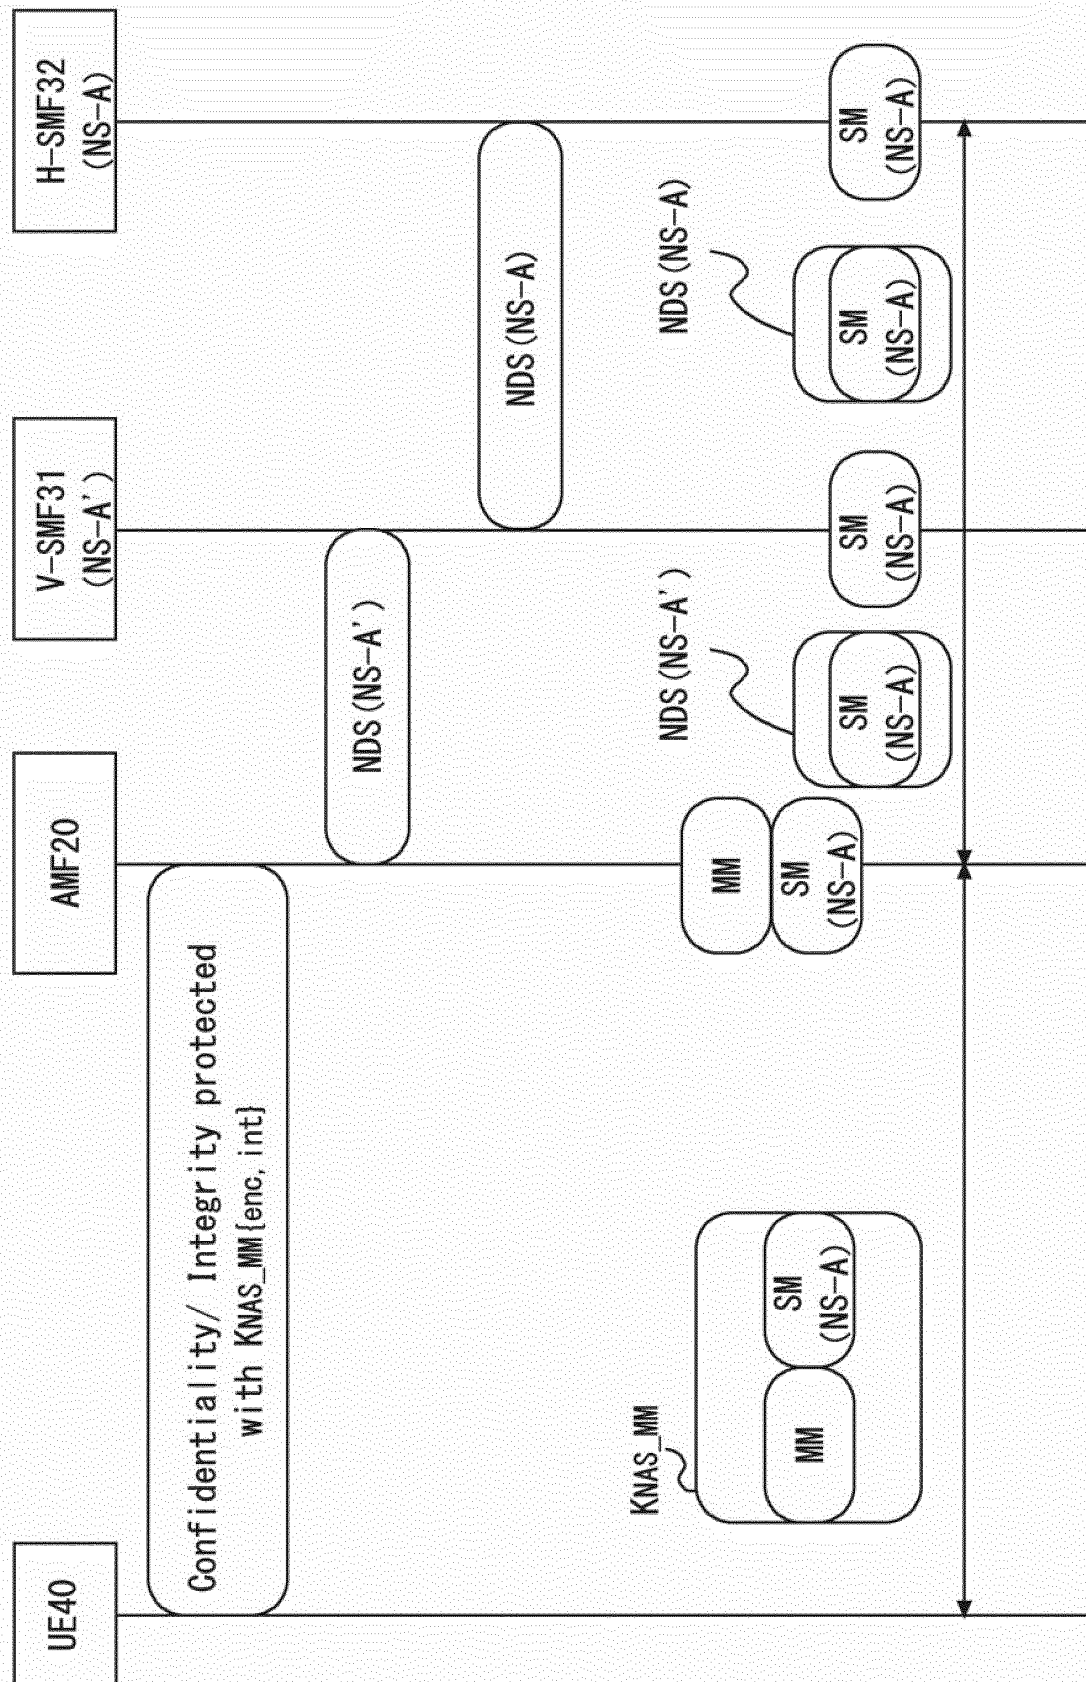 UE40
AMF20
V-SMF31
(NS-A')
H-SMF32
(NS-A)
Confidentiality/ Integrity protected
with KNAS_MM{enc, int}
NDS(NS-A')
NDS(NS-A)
KNAS_MM
MM
SM
(NS-A)
MM
SM
(NS-A)
NDS(NS-A')
SM
(NS-A)
SM
(NS-A)
NDS(NS-A)
SM
(NS-A)
SM
(NS-A)